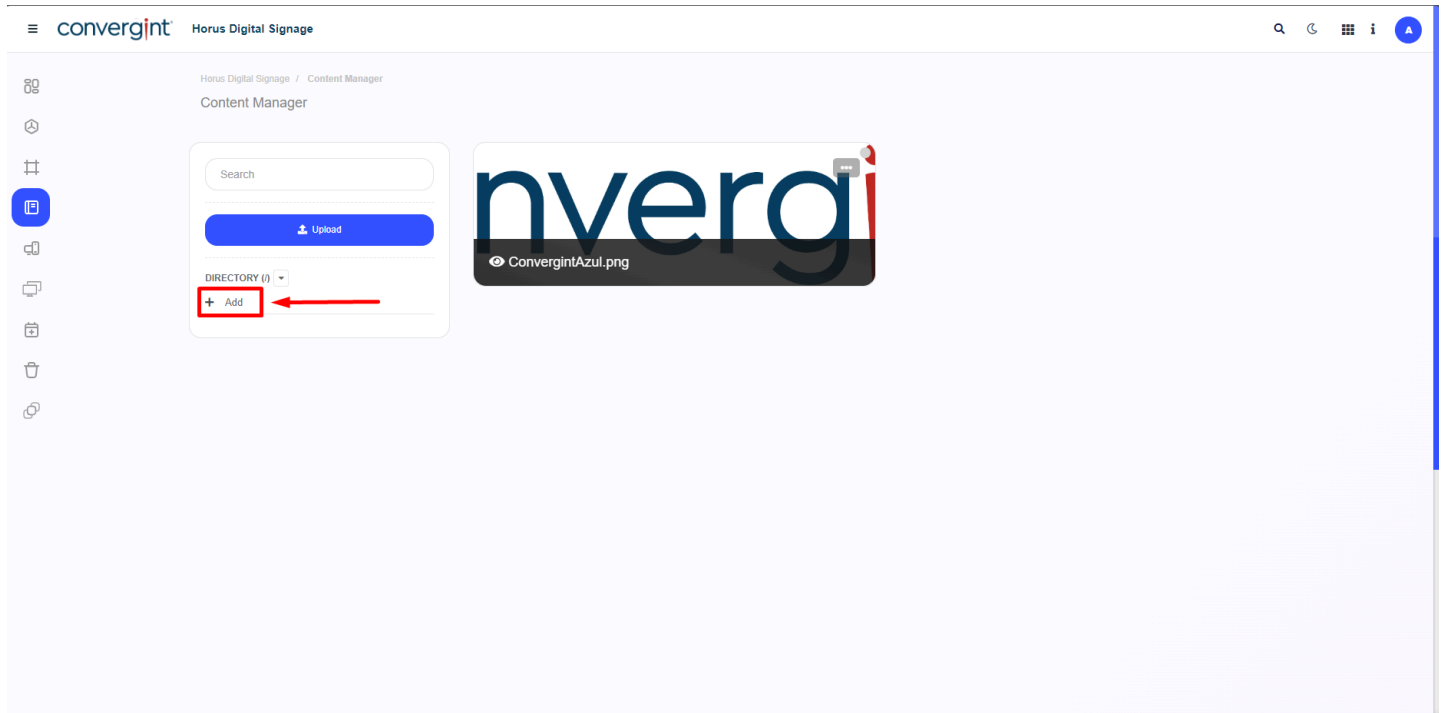 convergint Horus Digital Signage i A
Horus Digital Signage / Content Manager
Content Manager
Search
Upload
DIRECTORY (/)
+ Add
nvergi
ConvergintAzul.png